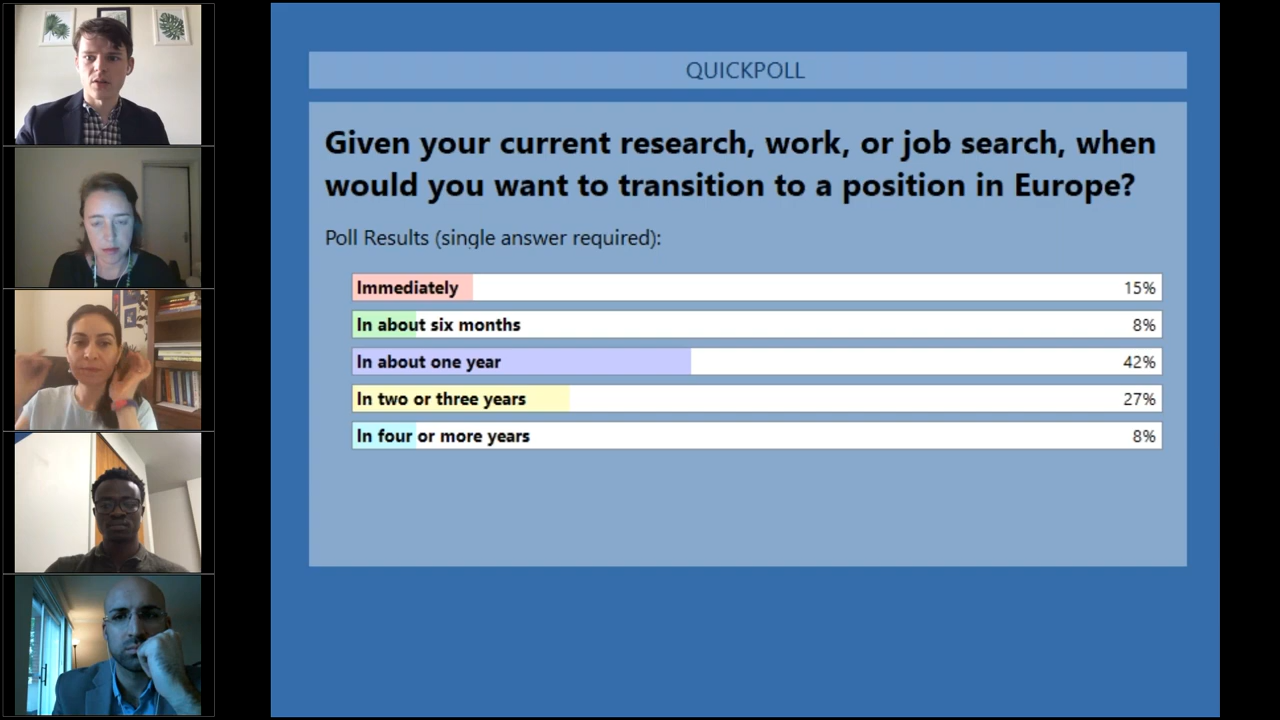 QUICKPOLL
Given your current research, work, or job search, when
would you want to transition to a position in Europe?
Poll Results (single answer required):
Immediately 15%
In about six months 8%
In about one year 42%
In two or three years 27%
In four or more years 8%